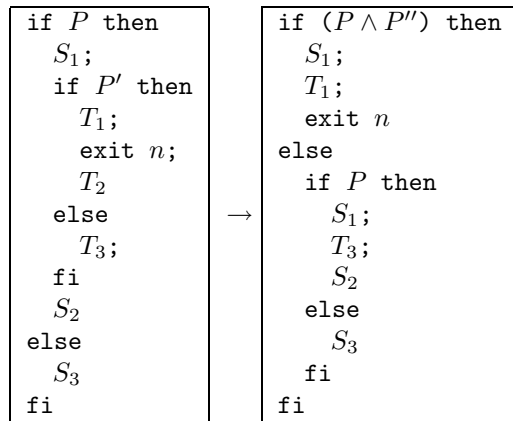 if P then
S₁;
if P′ then
T₁;
exit n;
T₂
else
T₃;
fi
S₂
else
S₃
fi
→
if (P ∧ P″) then
S₁;
T₁;
exit n
else
if P then
S₁;
T₃;
S₂
else
S₃
fi
fi